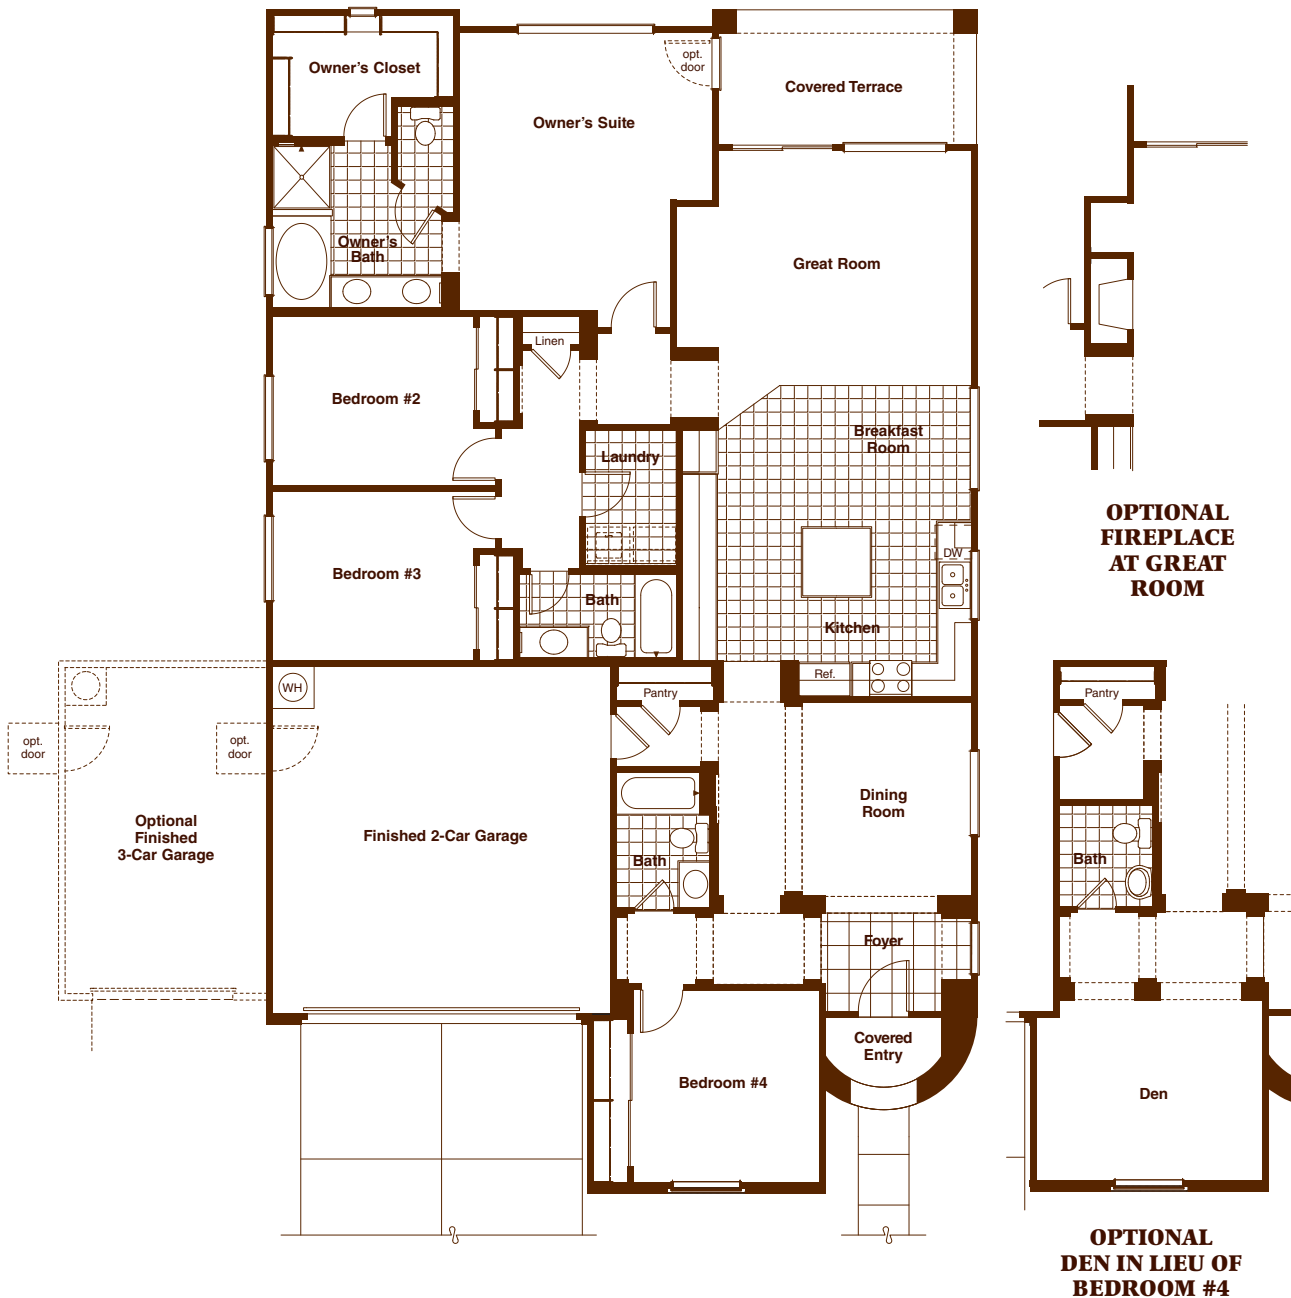 Owner's Closet
opt.
door
Covered Terrace
Owner's Suite
Owner's
Bath
Great Room
Linen
Bedroom #2
Breakfast
Room
Laundry
OPTIONAL
FIREPLACE
AT GREAT
ROOM
DW
Bedroom #3
Bath
Kitchen
Ref.
WH
Pantry
Pantry
opt.
door
opt.
door
Dining
Room
Optional
Finished
3-Car Garage
Finished 2-Car Garage
Bath
Bath
Foyer
Covered
Entry
Bedroom #4
Den
OPTIONAL
DEN IN LIEU OF
BEDROOM #4